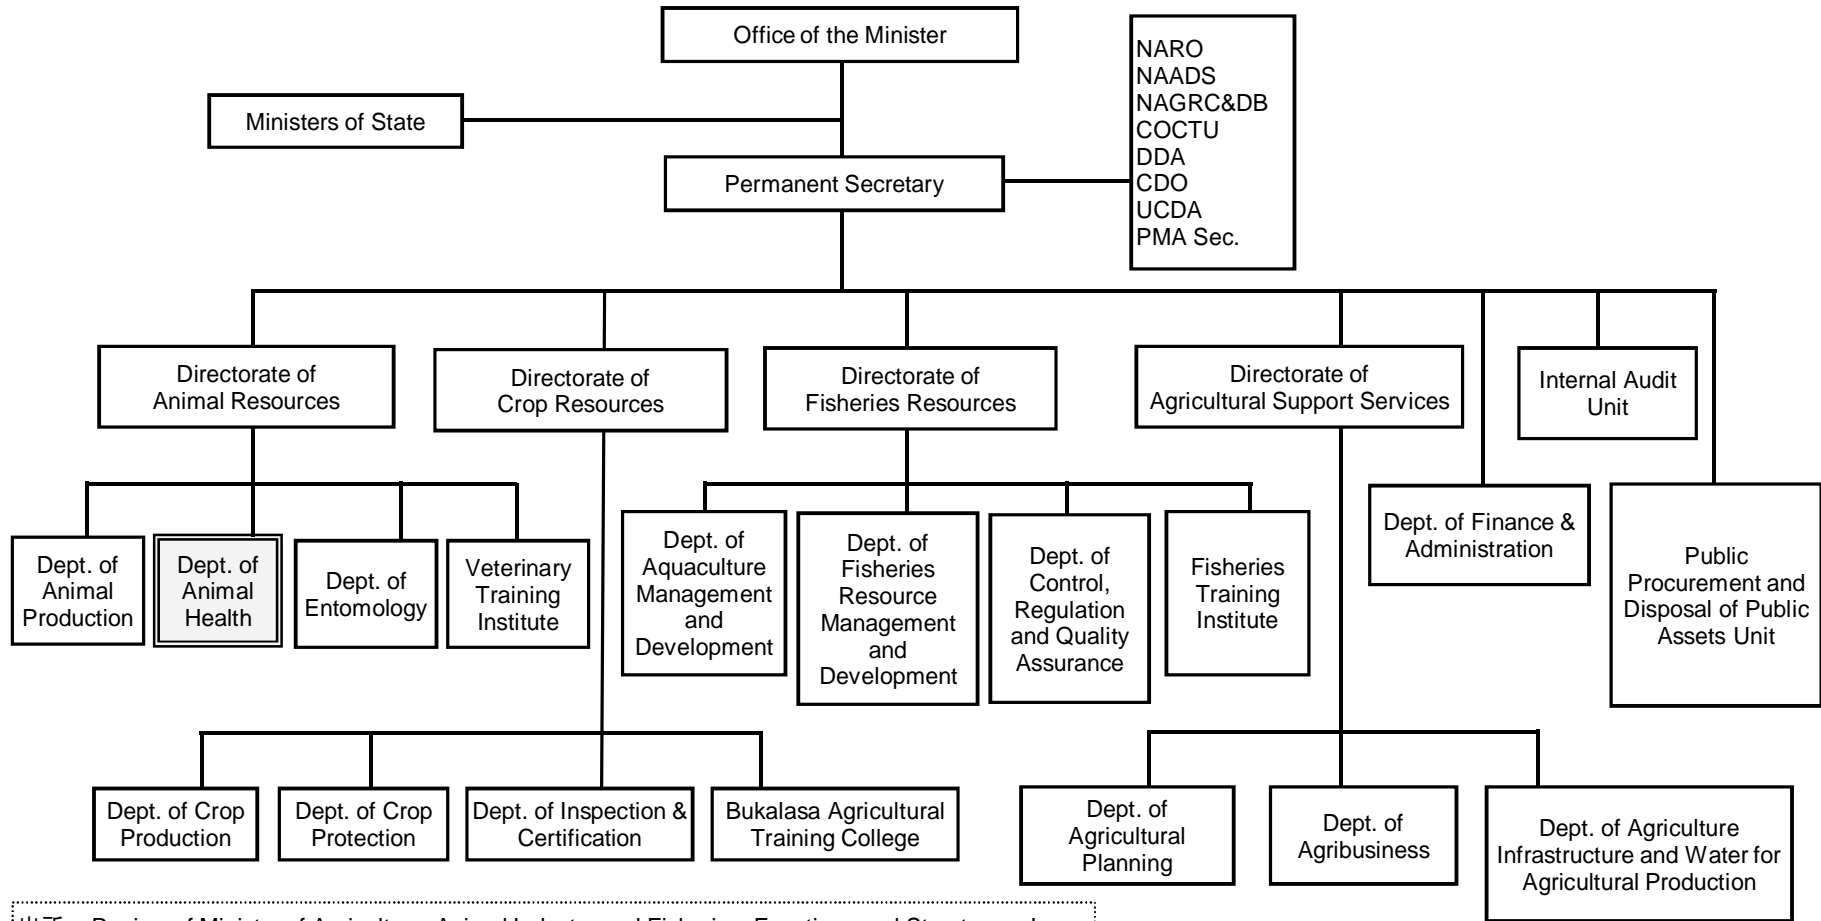 Office of the Minister
NARO
NAADS
NAGRC&DB
COCTU
DDA
CDO
UCDA
PMA Sec.
Ministers of State
Permanent Secretary
Directorate of
Animal Resources
Directorate of
Crop Resources
Directorate of
Fisheries Resources
Directorate of
Agricultural Support Services
Internal Audit
Unit
Dept. of
Animal
Production
Dept. of
Animal
Health
Dept. of
Entomology
Veterinary
Training
Institute
Dept. of
Aquaculture
Management
and
Development
Dept. of
Fisheries
Resource
Management
and
Development
Dept. of
Control,
Regulation
and Quality
Assurance
Fisheries
Training
Institute
Dept. of Finance &
Administration
Public
Procurement and
Disposal of Public
Assets Unit
Dept. of Crop
Production
Dept. of Crop
Protection
Dept. of Inspection &
Certification
Bukalasa Agricultural
Training College
Dept. of
Agricultural
Planning
Dept. of
Agribusiness
Dept. of Agriculture
Infrastructure and Water for
Agricultural Production